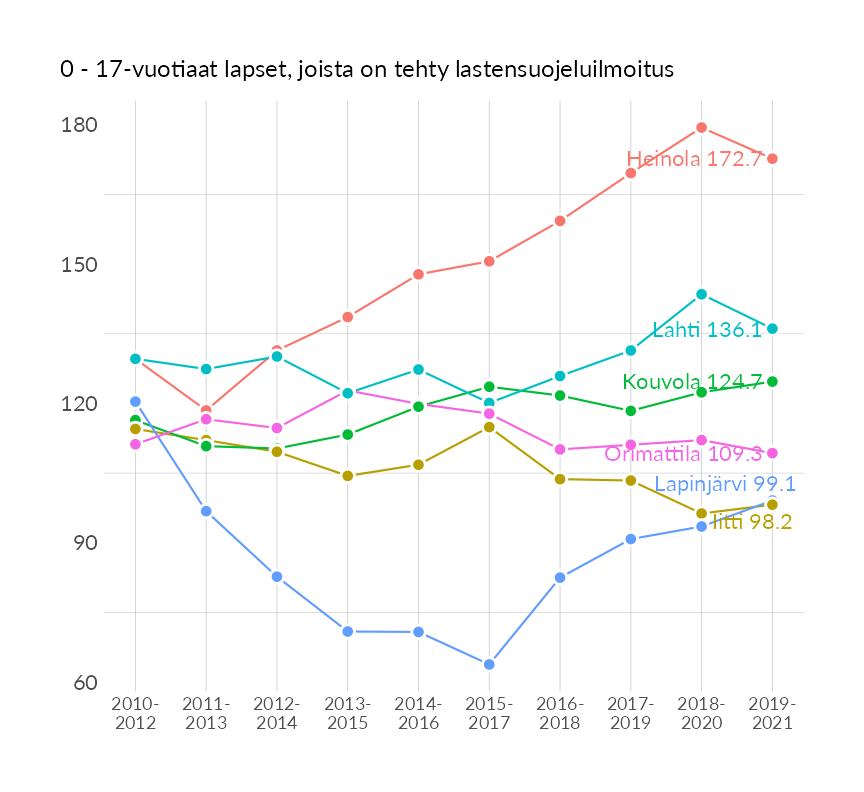 0 - 17-vuotiaat lapset, joista on tehty lastensuojeluilmoitus
180
Heinola 172.7
150
Lahti 136.1
Kouvola 124.7
120
Orimattila 109.3
Lapinjärvi 99.1
Iitti 98.2
90
60
2010- 2011- 2012- 2013- 2014- 2015- 2016- 2017- 2018- 2019-
2012 2013 2014 2015 2016 2017 2018 2019 2020 2021